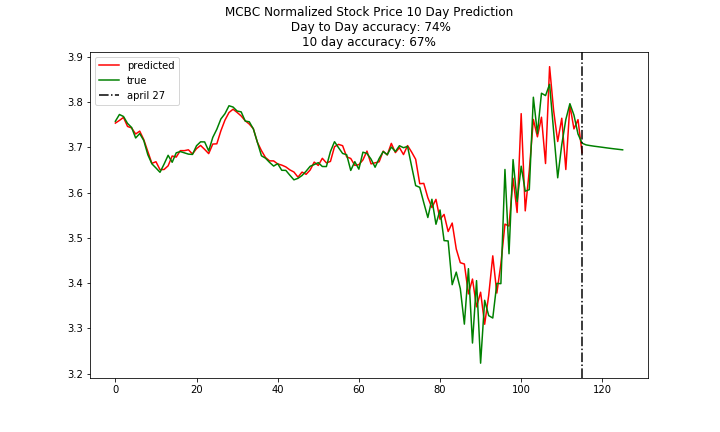 MCBC Normalized Stock Price 10 Day Prediction
Day to Day accuracy: 74%
10 day accuracy: 67%
predicted
true
april 27
3.9
3.8
3.7
3.6
3.5
3.4
3.3
3.2
0 20 40 60 80 100 120